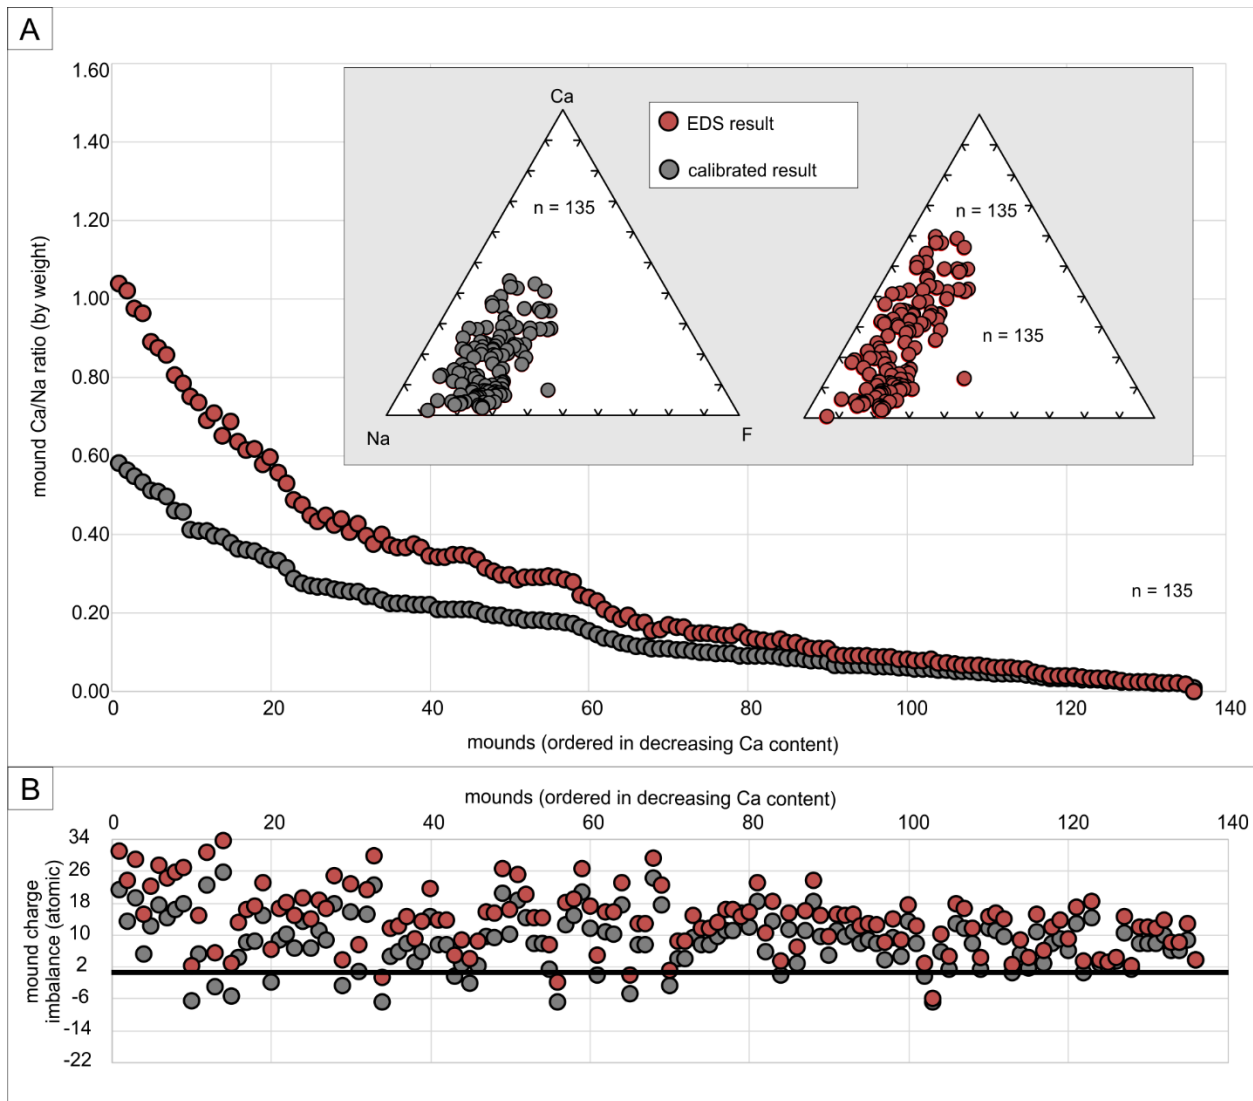 A
1.60
1.40
1.20
1.00
0.80
0.60
0.40
0.20
0.00
mound Ca/Na ratio (by weight)
Ca
EDS result
calibrated result
n = 135
n = 135
n = 135
Na
F
n = 135
0 20 40 60 80 100 120 140
mounds (ordered in decreasing Ca content)
B
mounds (ordered in decreasing Ca content)
0 20 40 60 80 100 120 140
34
26
18
10
2
-6
-14
-22
mound charge
imbalance (atomic)